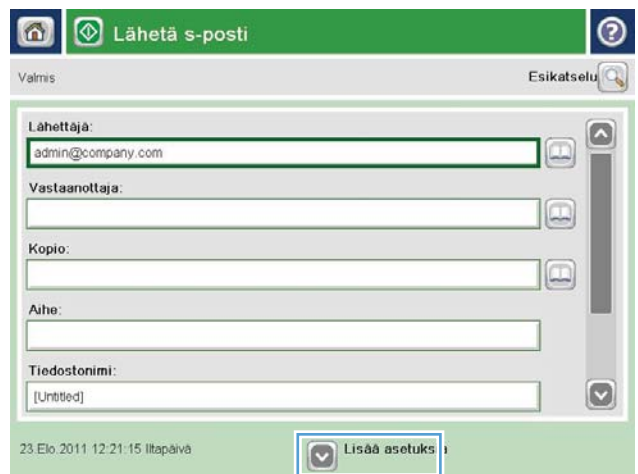 Lähetä s-posti
Valmis
Esikatselu
Lähettäjä:
admin@company.com
Vastaanottaja:
Kopio:
Aihe:
Tiedostonimi:
[Untitled]
23.Elo.2011 12:21:15 Iltapäivä
Lisää asetuksia